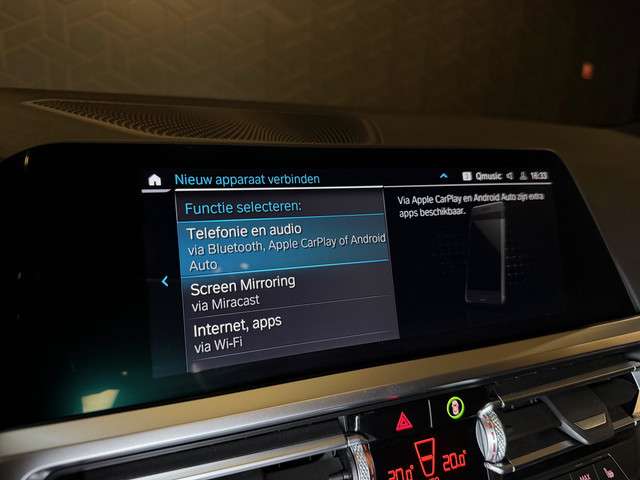 Nieuw apparaat verbinden
Qmusic 16:33
Functie selecteren:
Telefonie en audio
via Bluetooth, Apple CarPlay of Android
Auto
Screen Mirroring
via Miracast
Internet, apps
via Wi-Fi
Via Apple CarPlay en Android Auto zijn extra
apps beschikbaar.
20.0 20.0